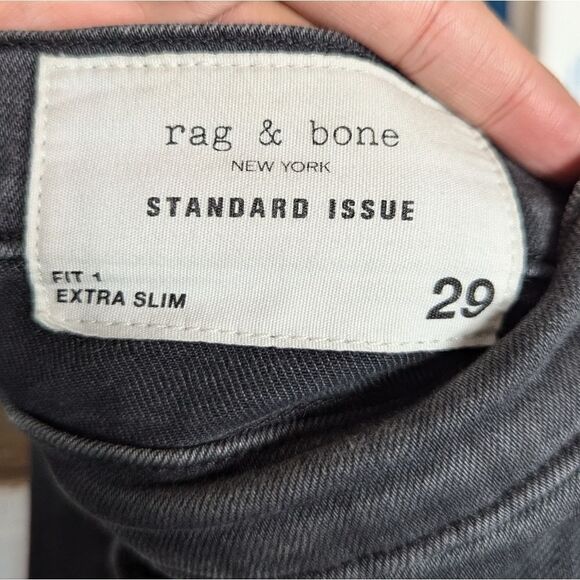 rag & bone
NEW YORK
STANDARD ISSUE
FIT 1
EXTRA SLIM
29